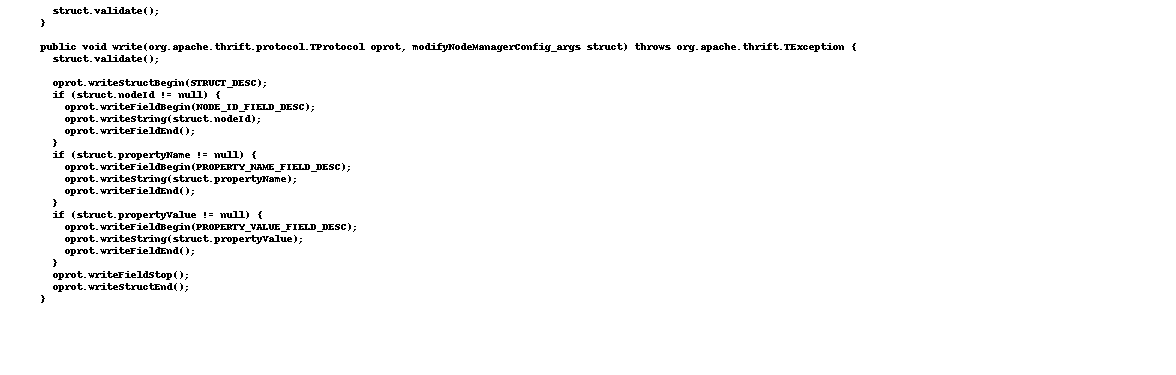 struct.validate();
}
public void write(org.apache.thrift.protocol.TProtocol oprot, modifyNodeManagerConfig_args struct) throws org.apache.thrift.TException {
struct.validate();
oprot.writeStructBegin(STRUCT_DESC);
if (struct.nodeId != null) {
oprot.writeFieldBegin(NODE_ID_FIELD_DESC);
oprot.writeString(struct.nodeId);
oprot.writeFieldEnd();
}
if (struct.propertyName != null) {
oprot.writeFieldBegin(PROPERTY_NAME_FIELD_DESC);
oprot.writeString(struct.propertyName);
oprot.writeFieldEnd();
}
if (struct.propertyValue != null) {
oprot.writeFieldBegin(PROPERTY_VALUE_FIELD_DESC);
oprot.writeString(struct.propertyValue);
oprot.writeFieldEnd();
}
oprot.writeFieldStop();
oprot.writeStructEnd();
}